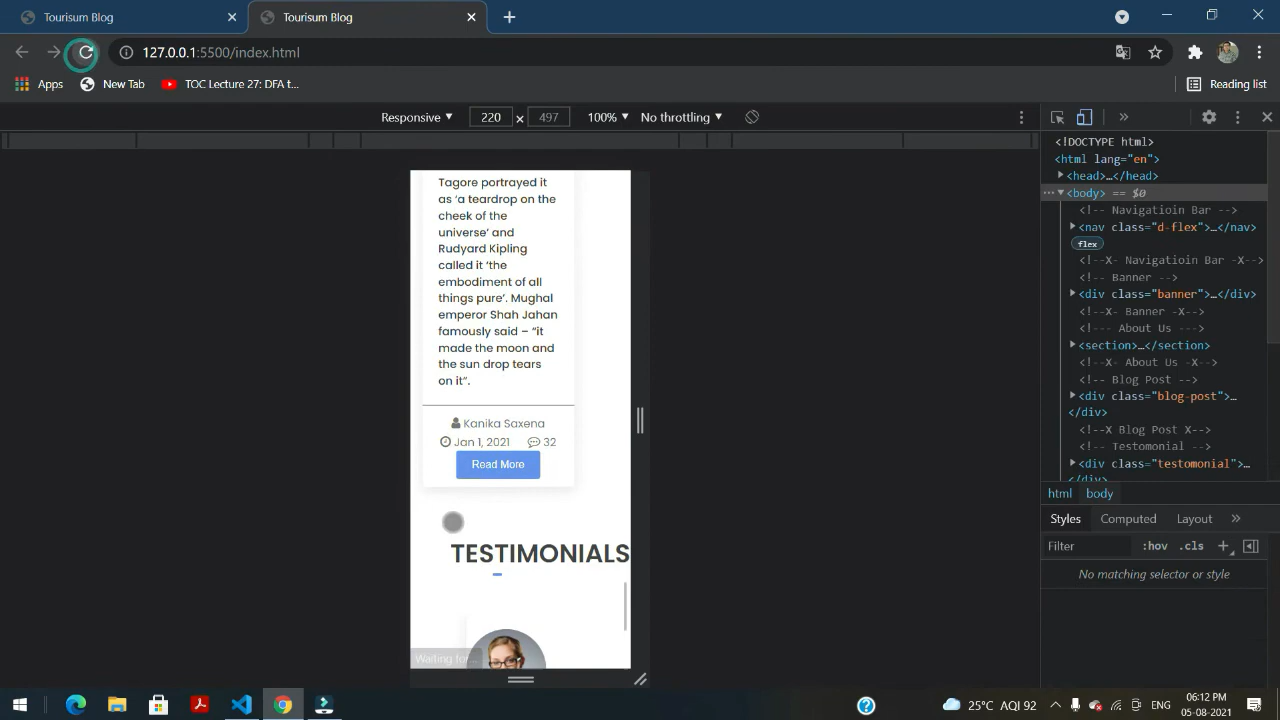 Tourisum Blog
Tourisum Blog
127.0.0.1:5500/index.html
Apps
New Tab
TOC Lecture 27: DFA t...
Reading list
Responsive
220
×
497
100%
No throttling
<!DOCTYPE html>
<html lang="en">
<head>…</head>
<body> == $0
<!-- Navigatioin Bar -->
<nav class="d-flex">…</nav>
flex
<!--X- Navigatioin Bar -X-->
<!-- Banner -->
<div class="banner">…</div>
<!--X- Banner -X-->
<!--- About Us --->
<section>…</section>
<!--X- About Us -X-->
<!-- Blog Post -->
<div class="blog-post">…
</div>
<!--X Blog Post X-->
<!-- Testomonial -->
<div class="testomonial">…
</div>
html
body
Styles
Computed
Layout
Filter
:hov
.cls
No matching selector or style
Tagore portrayed it
as ‘a teardrop on the
cheek of the
universe’ and
Rudyard Kipling
called it ‘the
embodiment of all
things pure’. Mughal
emperor Shah Jahan
famously said – “it
made the moon and
the sun drop tears
on it”.
Kanika Saxena
Jan 1, 2021
32
Read More
TESTIMONIALS
Waiting for...
25°C AQI 92
ENG
06:12 PM
05-08-2021